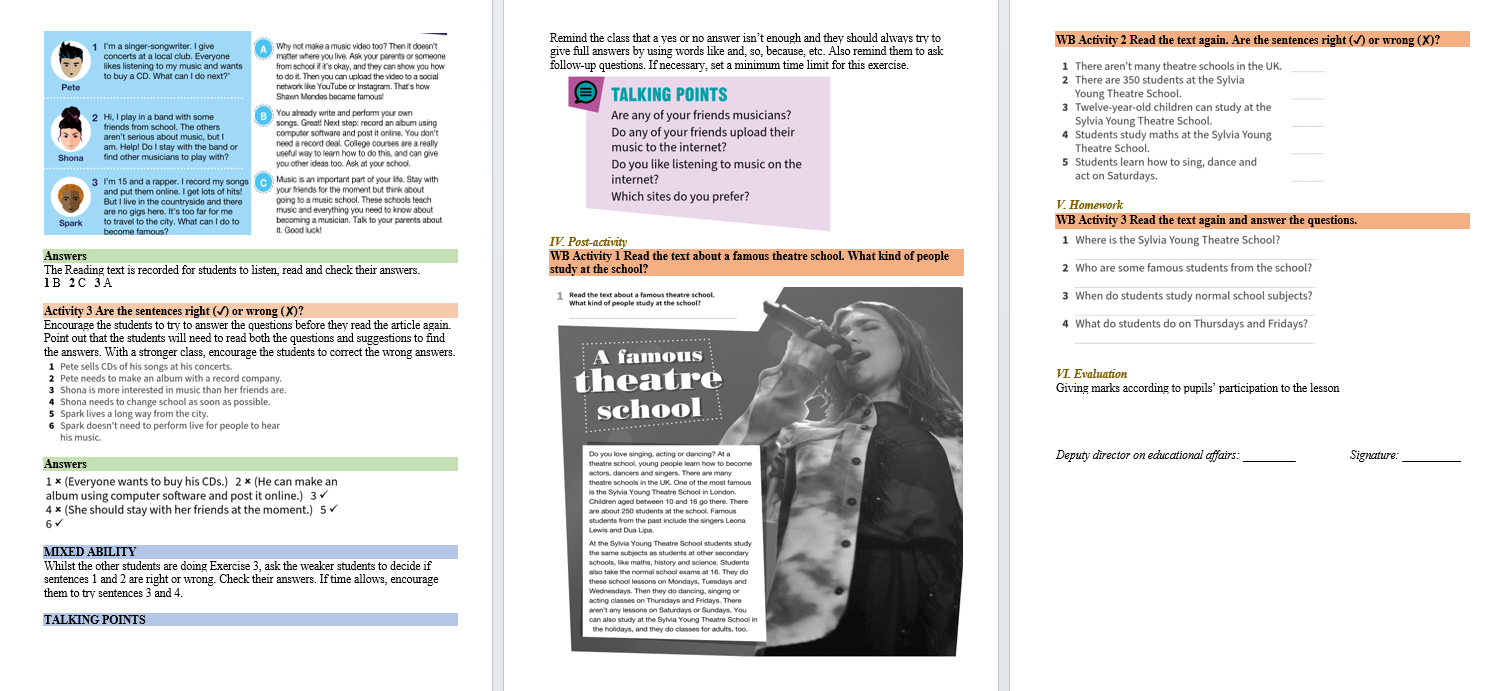 1 I'm a singer-songwriter. I give
concerts at a local club. Everyone
likes listening to my music and wants
to buy a CD. What can I do next?'
Pete
2 Hi, I play in a band with some
friends from school. The others
aren't serious about music, but I
am. Help! Do I stay with the band or
find other musicians to play with?
Shona
3 I'm 15 and a rapper. I record my songs
and put them online. I get lots of hits!
But I live in the countryside and there
are no gigs here. It's too far for me
to travel to the city. What can I do to
become famous?
Spark
A Why not make a music video too? Then it doesn't
matter where you live. Ask your parents or someone
from school if it's okay, and they can show you how
to do it. Then you can upload the video to a social
network like YouTube or Instagram. That's how
Shawn Mendes became famous!
B You already write and perform your own
songs. Great! Next step: record an album using
computer software and post it online. You don't
need a record deal. College courses are a really
useful way to learn how to do this, and can give
you other ideas too. Ask at your school.
C Music is an important part of your life. Stay with
your friends for the moment but think about
going to a music school. These schools teach
music and everything you need to know about
becoming a musician. Talk to your parents about
it. Good luck!
Answers
The Reading text is recorded for students to listen, read and check their answers.
1 B 2 C 3 A
Activity 3 Are the sentences right (✓) or wrong (✗)?
Encourage the students to try to answer the questions before they read the article again.
Point out that the students will need to read both the questions and suggestions to find
the answers. With a stronger class, encourage the students to correct the wrong answers.
1 Pete sells CDs of his songs at his concerts.
2 Pete needs to make an album with a record company.
3 Shona is more interested in music than her friends are.
4 Shona needs to change school as soon as possible.
5 Spark lives a long way from the city.
6 Spark doesn't need to perform live for people to hear
his music.
Answers
1 ✗ (Everyone wants to buy his CDs.) 2 ✗ (He can make an
album using computer software and post it online.) 3 ✓
4 ✗ (She should stay with her friends at the moment.) 5 ✓
6 ✓
MIXED ABILITY
Whilst the other students are doing Exercise 3, ask the weaker students to decide if
sentences 1 and 2 are right or wrong. Check their answers. If time allows, encourage
them to try sentences 3 and 4.
TALKING POINTS
Remind the class that a yes or no answer isn't enough and they should always try to
give full answers by using words like and, so, because, etc. Also remind them to ask
follow-up questions. If necessary, set a minimum time limit for this exercise.
TALKING POINTS
Are any of your friends musicians?
Do any of your friends upload their
music to the internet?
Do you like listening to music on the
internet?
Which sites do you prefer?
IV. Post-activity
WB Activity 1 Read the text about a famous theatre school. What kind of people
study at the school?
1 Read the text about a famous theatre school.
What kind of people study at the school?
A famous
theatre
school
Do you love singing, acting or dancing? At a
theatre school, young people learn how to become
actors, dancers and singers. There are many
theatre schools in the UK. One of the most famous
is the Sylvia Young Theatre School in London.
Children aged between 10 and 16 go there. There
are about 250 students at the school. Famous
students from the past include the singers Leona
Lewis and Dua Lipa.
At the Sylvia Young Theatre School students study
the same subjects as students at other secondary
schools, like maths, history and science. Students
also take the normal school exams at 16. They do
these school lessons on Mondays, Tuesdays and
Wednesdays. Then they do dancing, singing or
acting classes on Thursdays and Fridays. There
aren't any lessons on Saturdays or Sundays. You
can also study at the Sylvia Young Theatre School in
the holidays, and they do classes for adults, too.
WB Activity 2 Read the text again. Are the sentences right (✓) or wrong (✗)?
1 There aren't many theatre schools in the UK.
2 There are 350 students at the Sylvia
Young Theatre School.
3 Twelve-year-old children can study at the
Sylvia Young Theatre School.
4 Students study maths at the Sylvia Young
Theatre School.
5 Students learn how to sing, dance and
act on Saturdays.
V. Homework
WB Activity 3 Read the text again and answer the questions.
1 Where is the Sylvia Young Theatre School?
2 Who are some famous students from the school?
3 When do students study normal school subjects?
4 What do students do on Thursdays and Fridays?
VI. Evaluation
Giving marks according to pupils' participation to the lesson
Deputy director on educational affairs: ________ Signature: ________